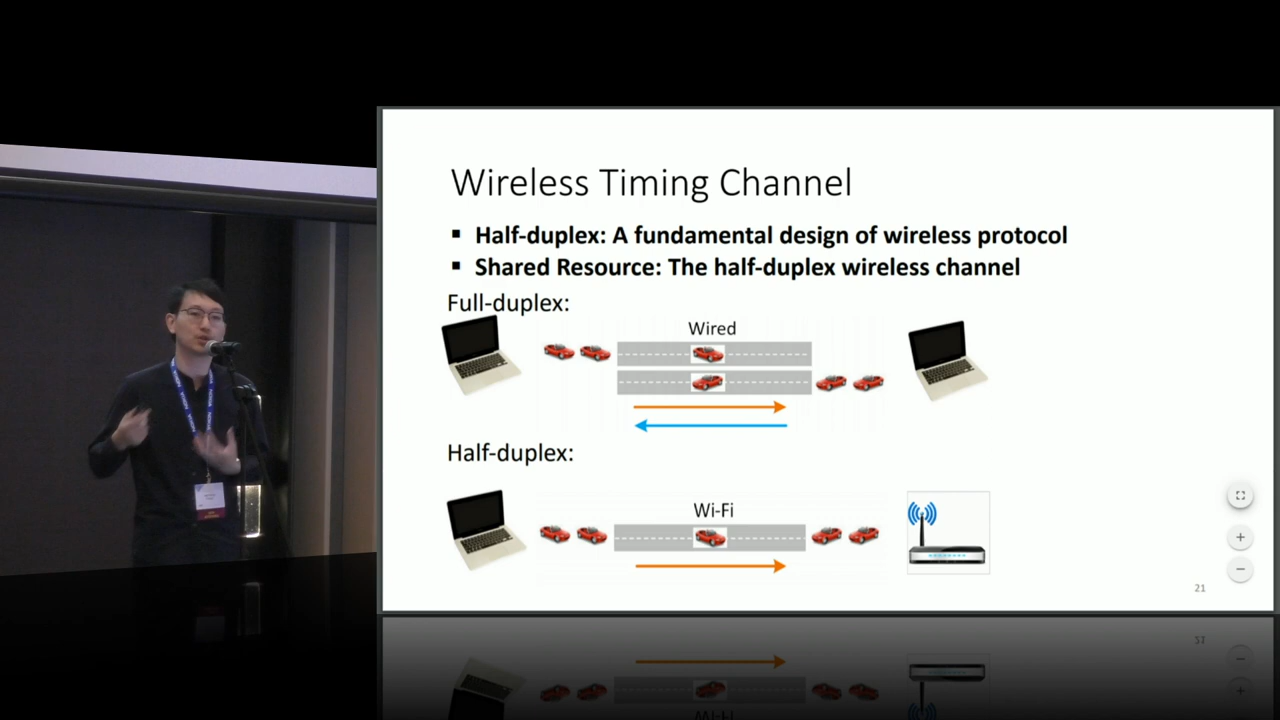 Wireless Timing Channel
▪ Half-duplex: A fundamental design of wireless protocol
▪ Shared Resource: The half-duplex wireless channel
Full-duplex:
Wired
Half-duplex:
Wi-Fi
21